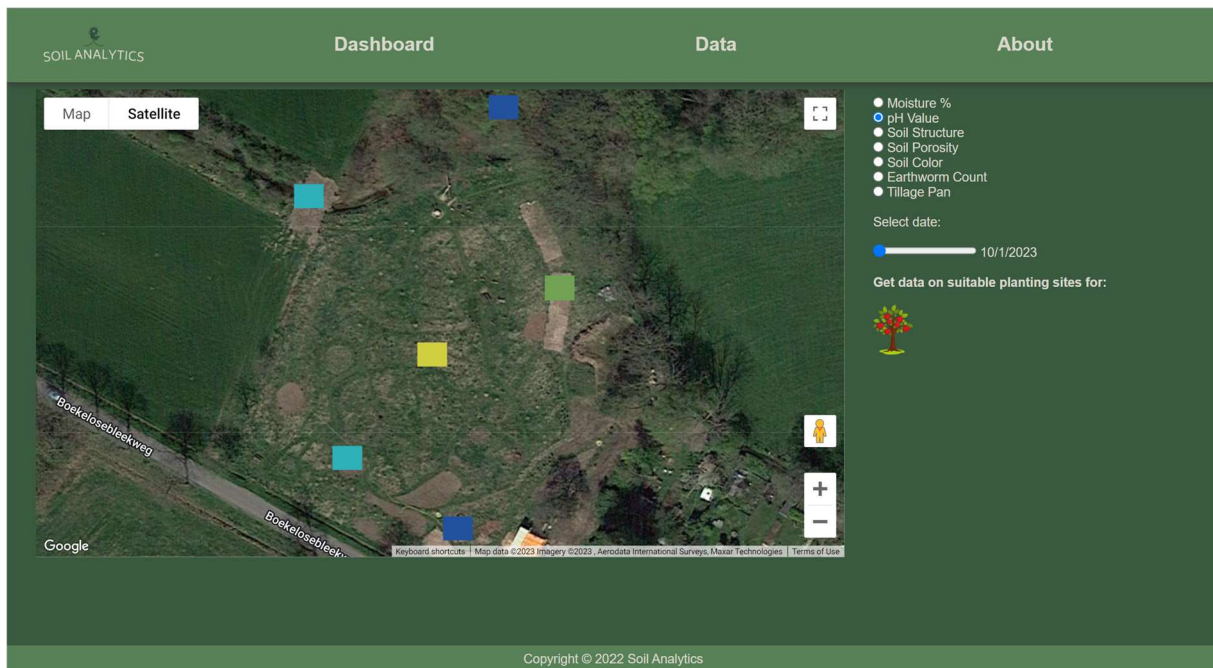 SOIL ANALYTICS
Dashboard
Data
About
Map
Satellite
Moisture %
pH Value
Soil Structure
Soil Porosity
Soil Color
Earthworm Count
Tillage Pan
Select date:
10/1/2023
Get data on suitable planting sites for:
Boekelosebleekweg
Boekelosebleekw
Google
Keyboard shortcuts
Map data ©2023 Imagery ©2023 , Aerodata International Surveys, Maxar Technologies
Terms of Use
Copyright © 2022 Soil Analytics